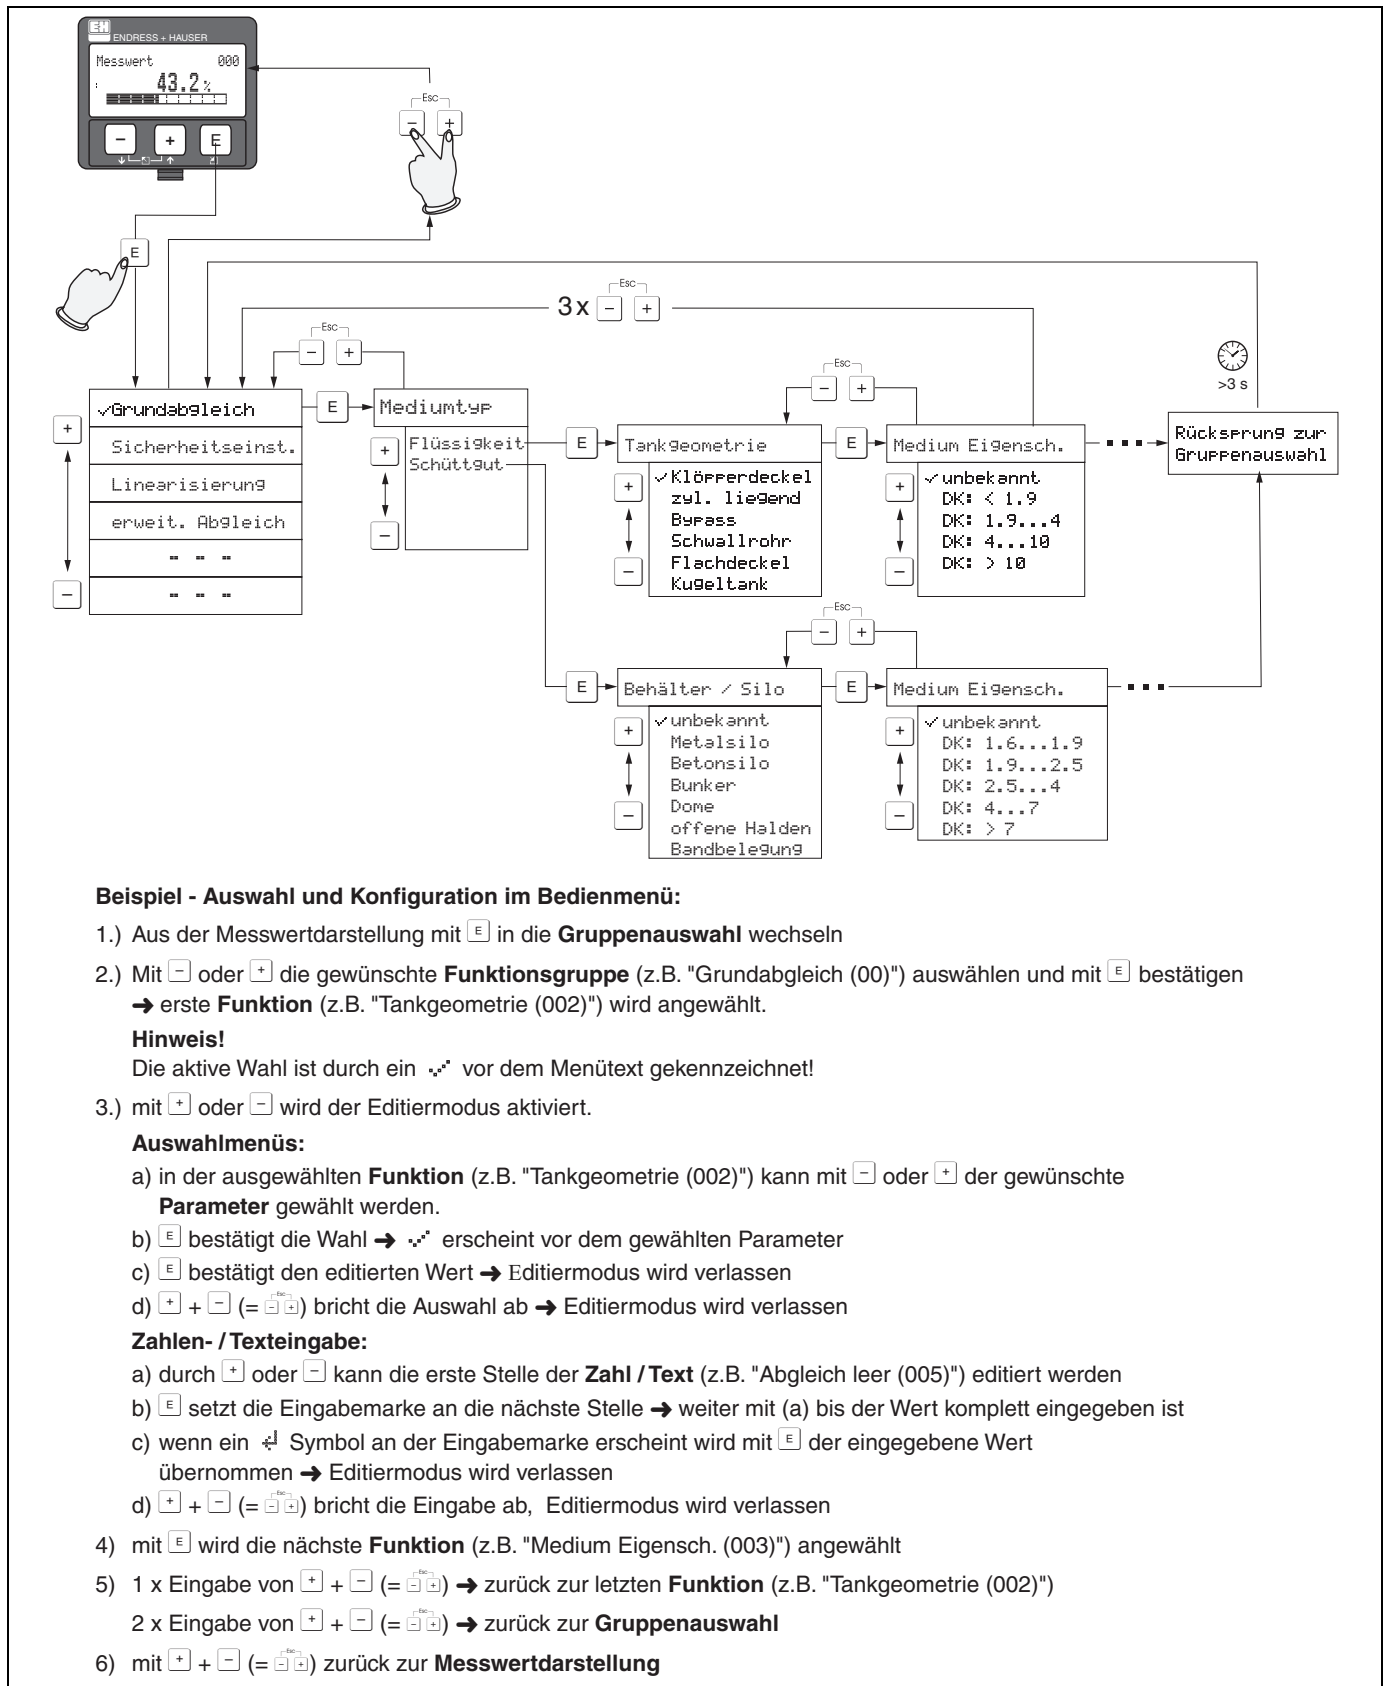 ENDRESS + HAUSER
Messwert 000
43.2%
- + E
Esc
- +
E
Esc
3 x - +
Esc
- +
>3 s
✓Grundabgleich
Sicherheitseinst.
Linearisierung
erweit. Abgleich
-- -- --
-- -- --
+
-
E
Mediumtyp
Flüssigkeit
Schüttgut
+
-
Esc
- +
E
Tankgeometrie
✓Klöpperdeckel
zyl. liegend
Bypass
Schwallrohr
Flachdeckel
Kugeltank
+
-
E
Medium Eigensch.
✓unbekannt
DK: < 1.9
DK: 1.9...4
DK: 4...10
DK: > 10
+
-
Rücksprung zur
Gruppenauswahl
Esc
- +
E
Behälter / Silo
✓unbekannt
Metalsilo
Betonsilo
Bunker
Dome
offene Halden
Bandbelegung
+
-
E
Medium Eigensch.
✓unbekannt
DK: 1.6...1.9
DK: 1.9...2.5
DK: 2.5...4
DK: 4...7
DK: > 7
+
-
Beispiel - Auswahl und Konfiguration im Bedienmenü:
1.) Aus der Messwertdarstellung mit E in die Gruppenauswahl wechseln
2.) Mit - oder + die gewünschte Funktionsgruppe (z.B. "Grundabgleich (00)") auswählen und mit E bestätigen
➜ erste Funktion (z.B. "Tankgeometrie (002)") wird angewählt.
Hinweis!
Die aktive Wahl ist durch ein ✓ vor dem Menütext gekennzeichnet!
3.) mit + oder - wird der Editiermodus aktiviert.
Auswahlmenüs:
a) in der ausgewählten Funktion (z.B. "Tankgeometrie (002)") kann mit - oder + der gewünschte
Parameter gewählt werden.
b) E bestätigt die Wahl ➜ ✓ erscheint vor dem gewählten Parameter
c) E bestätigt den editierten Wert ➜ Editiermodus wird verlassen
d) + + - (= Esc - +) bricht die Auswahl ab ➜ Editiermodus wird verlassen
Zahlen- / Texteingabe:
a) durch + oder - kann die erste Stelle der Zahl / Text (z.B. "Abgleich leer (005)") editiert werden
b) E setzt die Eingabemarke an die nächste Stelle ➜ weiter mit (a) bis der Wert komplett eingegeben ist
c) wenn ein ↵ Symbol an der Eingabemarke erscheint wird mit E der eingegebene Wert
übernommen ➜ Editiermodus wird verlassen
d) + + - (= Esc - +) bricht die Eingabe ab, Editiermodus wird verlassen
4) mit E wird die nächste Funktion (z.B. "Medium Eigensch. (003)") angewählt
5) 1 x Eingabe von + + - (= Esc - +) ➜ zurück zur letzten Funktion (z.B. "Tankgeometrie (002)")
2 x Eingabe von + + - (= Esc - +) ➜ zurück zur Gruppenauswahl
6) mit + + - (= Esc - +) zurück zur Messwertdarstellung